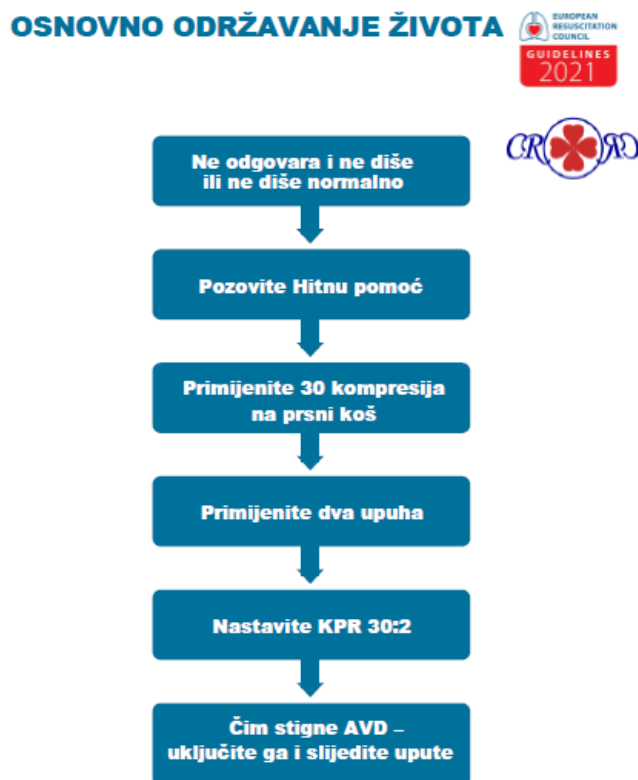 OSNOVNO ODRŽAVANJE ŽIVOTA
EUROPEAN
RESUSCITATION
COUNCIL
GUIDELINES
2021
CR
Ne odgovara i ne diše
ili ne diše normalno
Pozovite Hitnu pomoć
Primijenite 30 kompresija
na prsni koš
Primijenite dva upuha
Nastavite KPR 30:2
Čim stigne AVD –
uključite ga i slijedite upute